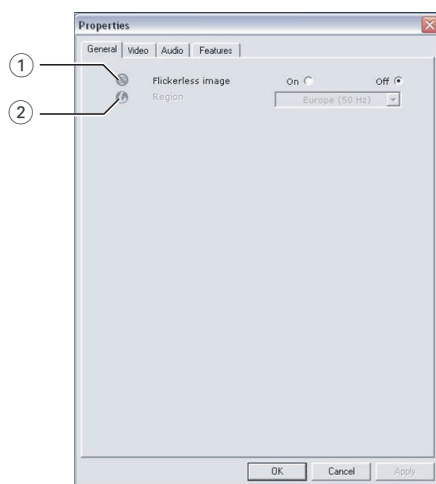 Properties
General Video Audio Features
1 Flickerless image On Off
2 Region Europe (50 Hz)
OK Cancel Apply